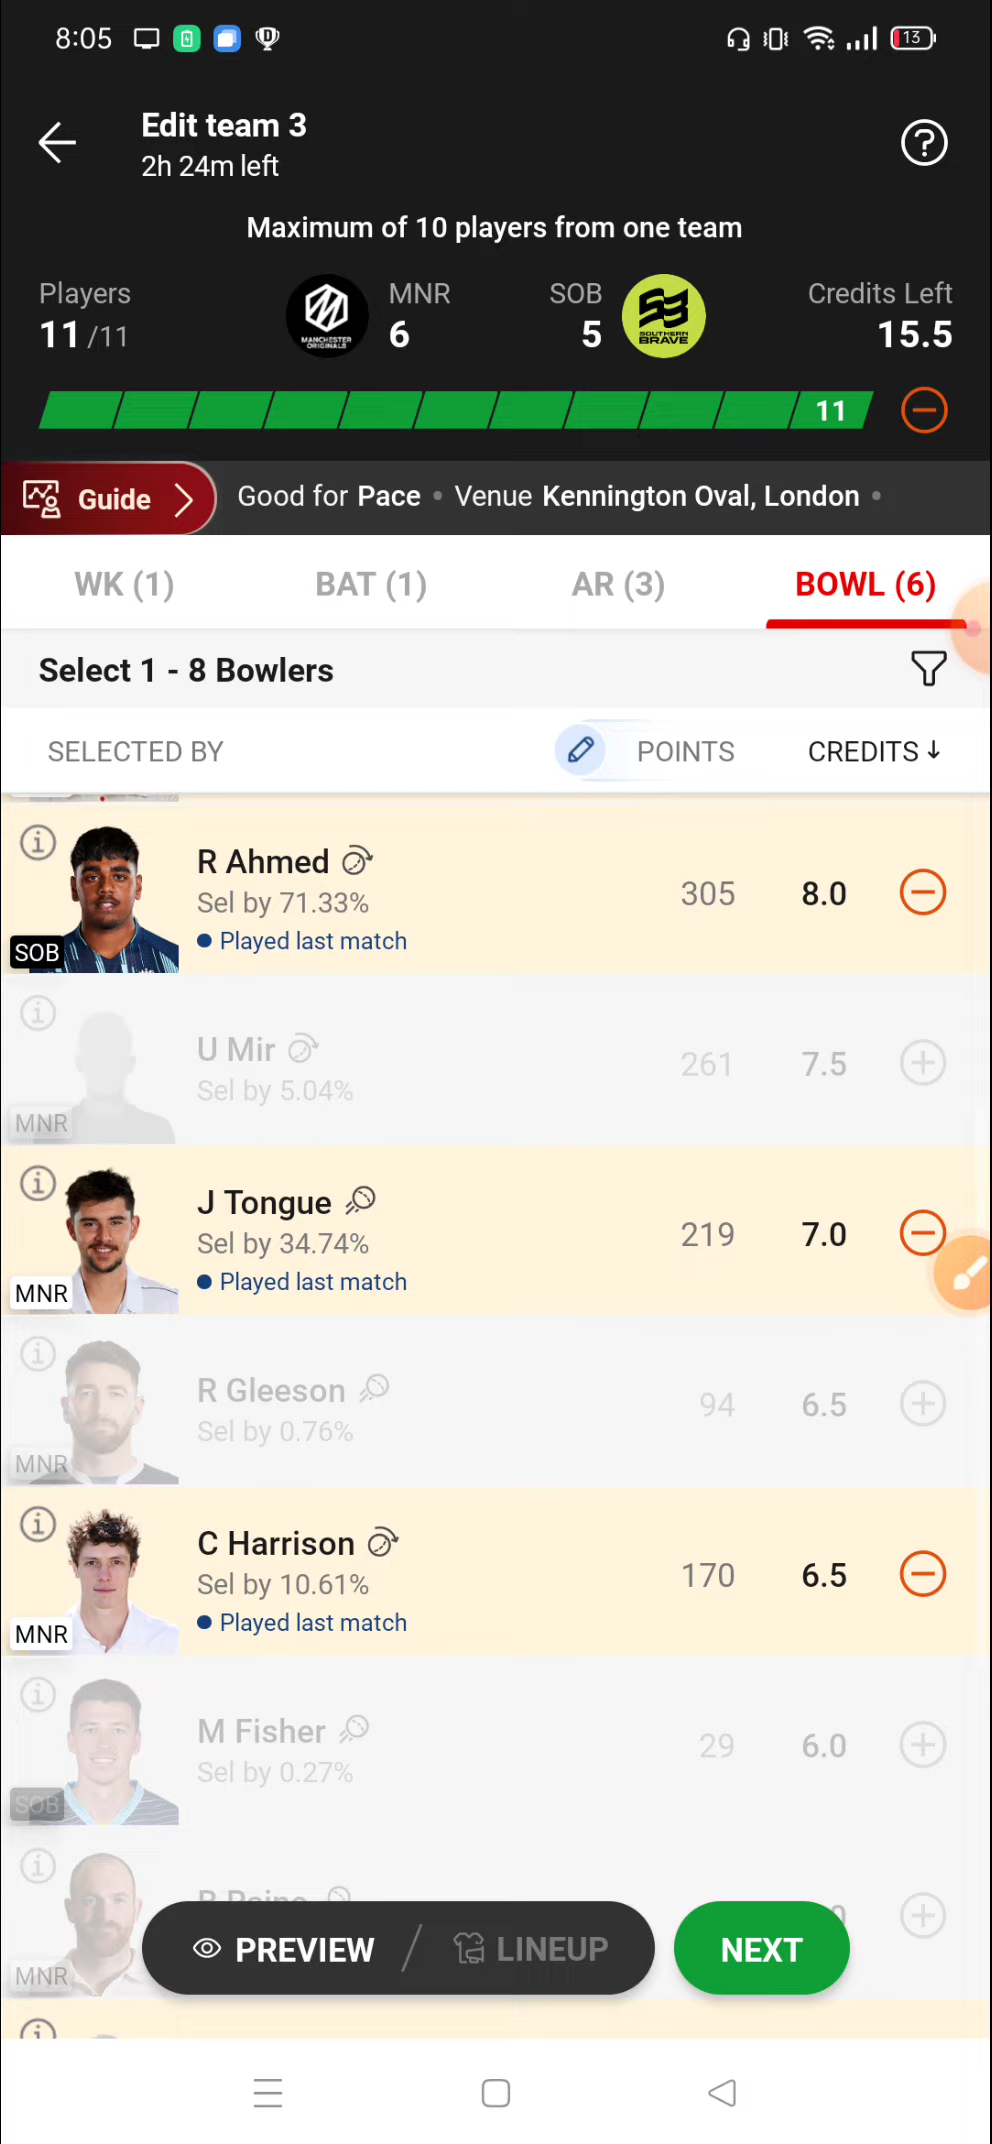 8:05
13
Edit team 3
2h 24m left
Maximum of 10 players from one team
Players
11 /11
MANCHESTER
ORIGINALS
MNR
6
SOB
5
SOUTHERN
BRAVE
Credits Left
15.5
11
Guide
Good for Pace • Venue Kennington Oval, London •
WK (1) BAT (1) AR (3) BOWL (6)
Select 1 - 8 Bowlers
SELECTED BY POINTS CREDITS ↓
R Ahmed
Sel by 71.33%
Played last match
SOB
305 8.0
U Mir
Sel by 5.04%
MNR
261 7.5
J Tongue
Sel by 34.74%
Played last match
MNR
219 7.0
R Gleeson
Sel by 0.76%
MNR
94 6.5
C Harrison
Sel by 10.61%
Played last match
MNR
170 6.5
M Fisher
Sel by 0.27%
SOB
29 6.0
MNR
PREVIEW / LINEUP
NEXT